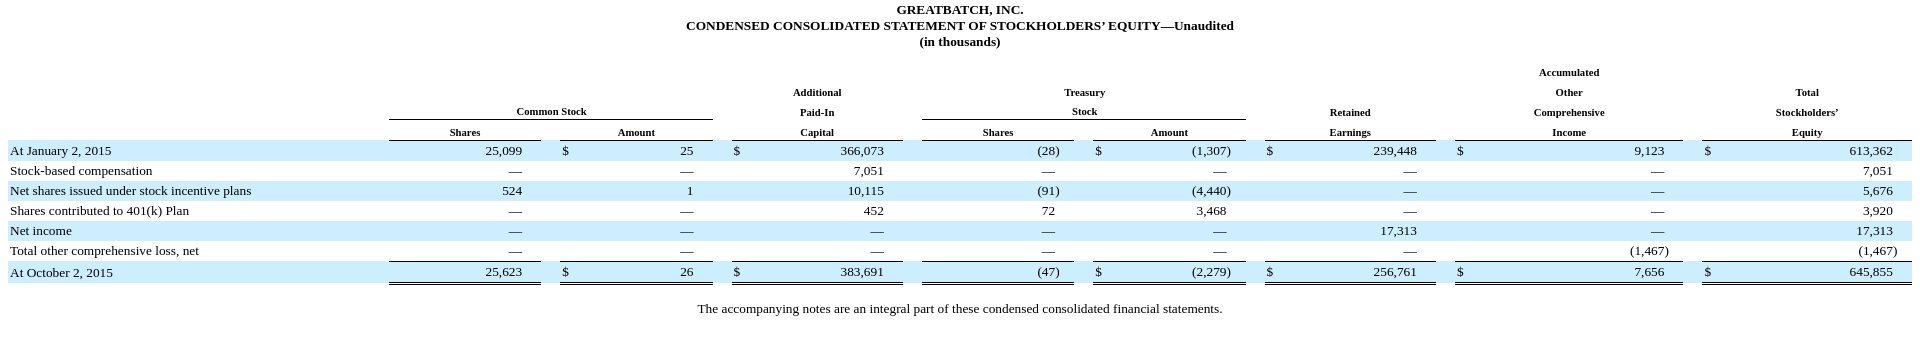 GREATBATCH, INC.
CONDENSED CONSOLIDATED STATEMENT OF STOCKHOLDERS’ EQUITY—Unaudited
(in thousands)
Accumulated
Additional Treasury Other Total
Common Stock Paid-In Stock Retained Comprehensive Stockholders’
Shares Amount Capital Shares Amount Earnings Income Equity
At January 2, 2015 25,099 $ 25 $ 366,073 (28) $ (1,307) $ 239,448 $ 9,123 $ 613,362
Stock-based compensation — — 7,051 — — — — 7,051
Net shares issued under stock incentive plans 524 1 10,115 (91) (4,440) — — 5,676
Shares contributed to 401(k) Plan — — 452 72 3,468 — — 3,920
Net income — — — — — 17,313 — 17,313
Total other comprehensive loss, net — — — — — — (1,467) (1,467)
At October 2, 2015 25,623 $ 26 $ 383,691 (47) $ (2,279) $ 256,761 $ 7,656 $ 645,855
The accompanying notes are an integral part of these condensed consolidated financial statements.